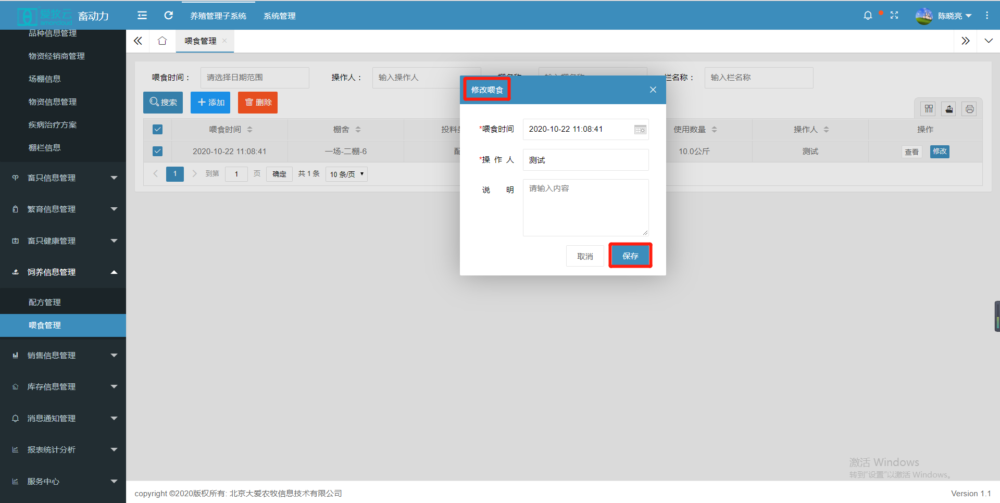 爱牧云
amorcloud
畜动力
养殖管理子系统
系统管理
陈晓亮
品种信息管理
物资经销商管理
场棚信息
物资信息管理
疾病治疗方案
棚栏信息
畜只信息管理
繁育信息管理
畜只健康管理
饲养信息管理
配方管理
喂食管理
销售信息管理
库存信息管理
消息通知管理
报表统计分析
服务中心
喂食管理
喂食时间： 请选择日期范围
操作人： 输入操作人
棚名称 输入棚名称
栏名称： 输入栏名称
搜索
添加
删除
喂食时间 棚舍 投料 使用数量 操作人 操作
2020-10-22 11:08:41 一场-二棚-6 配 10.0公斤 测试 查看 修改
1 到第 1 页 确定 共 1 条 10 条/页
修改喂食
*喂食时间 2020-10-22 11:08:41
*操 作 人 测试
说 明 请输入内容
取消
保存
激活 Windows
转到"设置"以激活 Windows。
copyright ©2020版权所有: 北京大爱农牧信息技术有限公司
Version 1.1